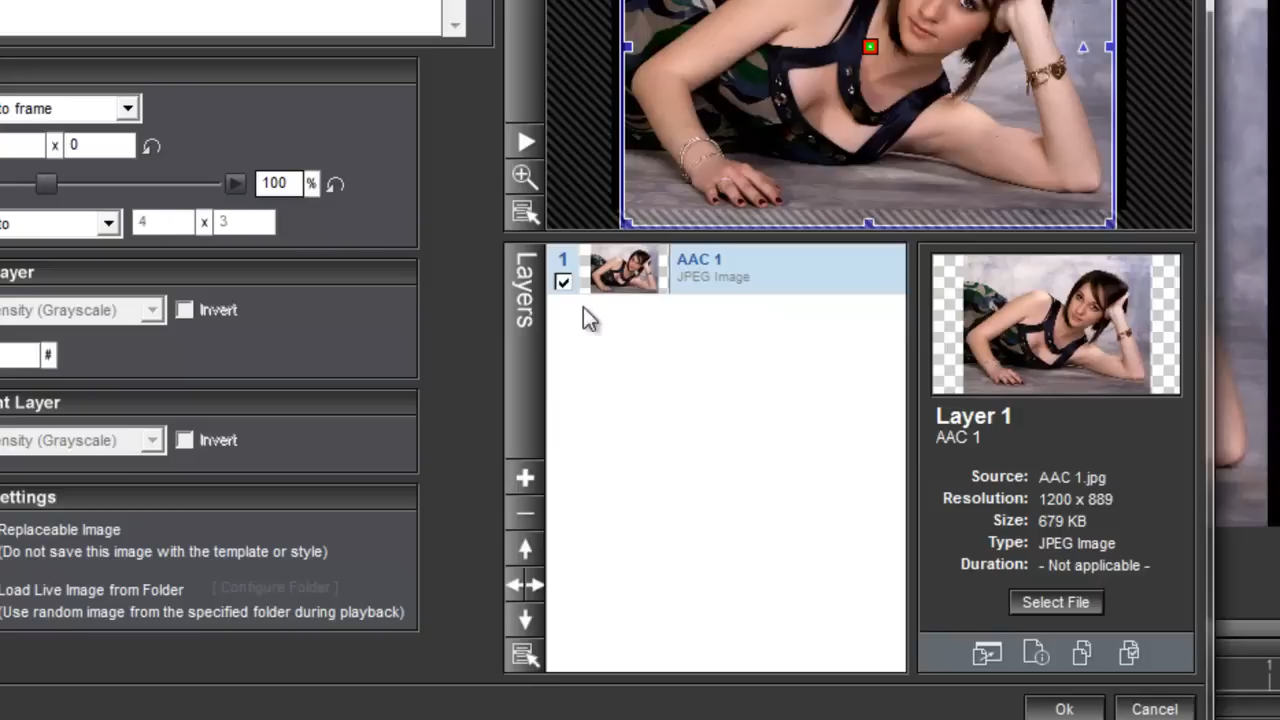 to frame
x 0
100 %
to
4 x 3
ayer
ensity (Grayscale)
Invert
#
nt Layer
ensity (Grayscale)
Invert
ettings
Replaceable Image
(Do not save this image with the template or style)
Load Live Image from Folder [ Configure Folder ]
(Use random image from the specified folder during playback)
Layers
1
AAC 1
JPEG Image
Layer 1
AAC 1
Source: AAC 1.jpg
Resolution: 1200 x 889
Size: 679 KB
Type: JPEG Image
Duration: - Not applicable -
Select File
Ok
Cancel
1